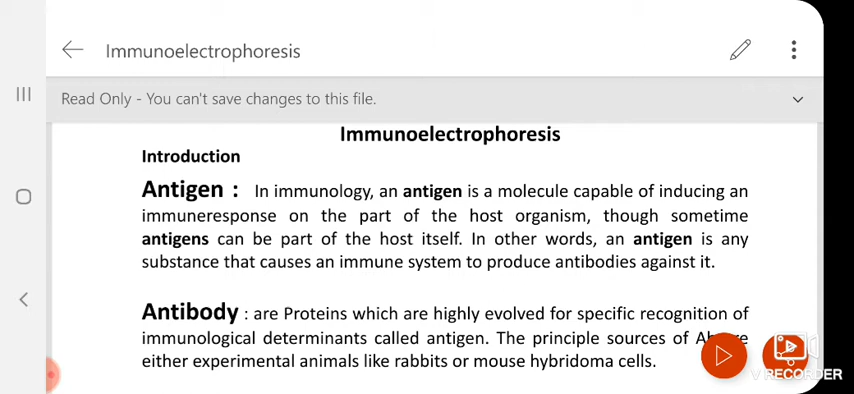 Immunoelectrophoresis
Read Only - You can't save changes to this file.
Immunoelectrophoresis
Introduction
Antigen : In immunology, an antigen is a molecule capable of inducing an
immuneresponse on the part of the host organism, though sometime
antigens can be part of the host itself. In other words, an antigen is any
substance that causes an immune system to produce antibodies against it.
Antibody : are Proteins which are highly evolved for specific recognition of
immunological determinants called antigen. The principle sources of
either experimental animals like rabbits or mouse hybridoma cells.
V RECORDER